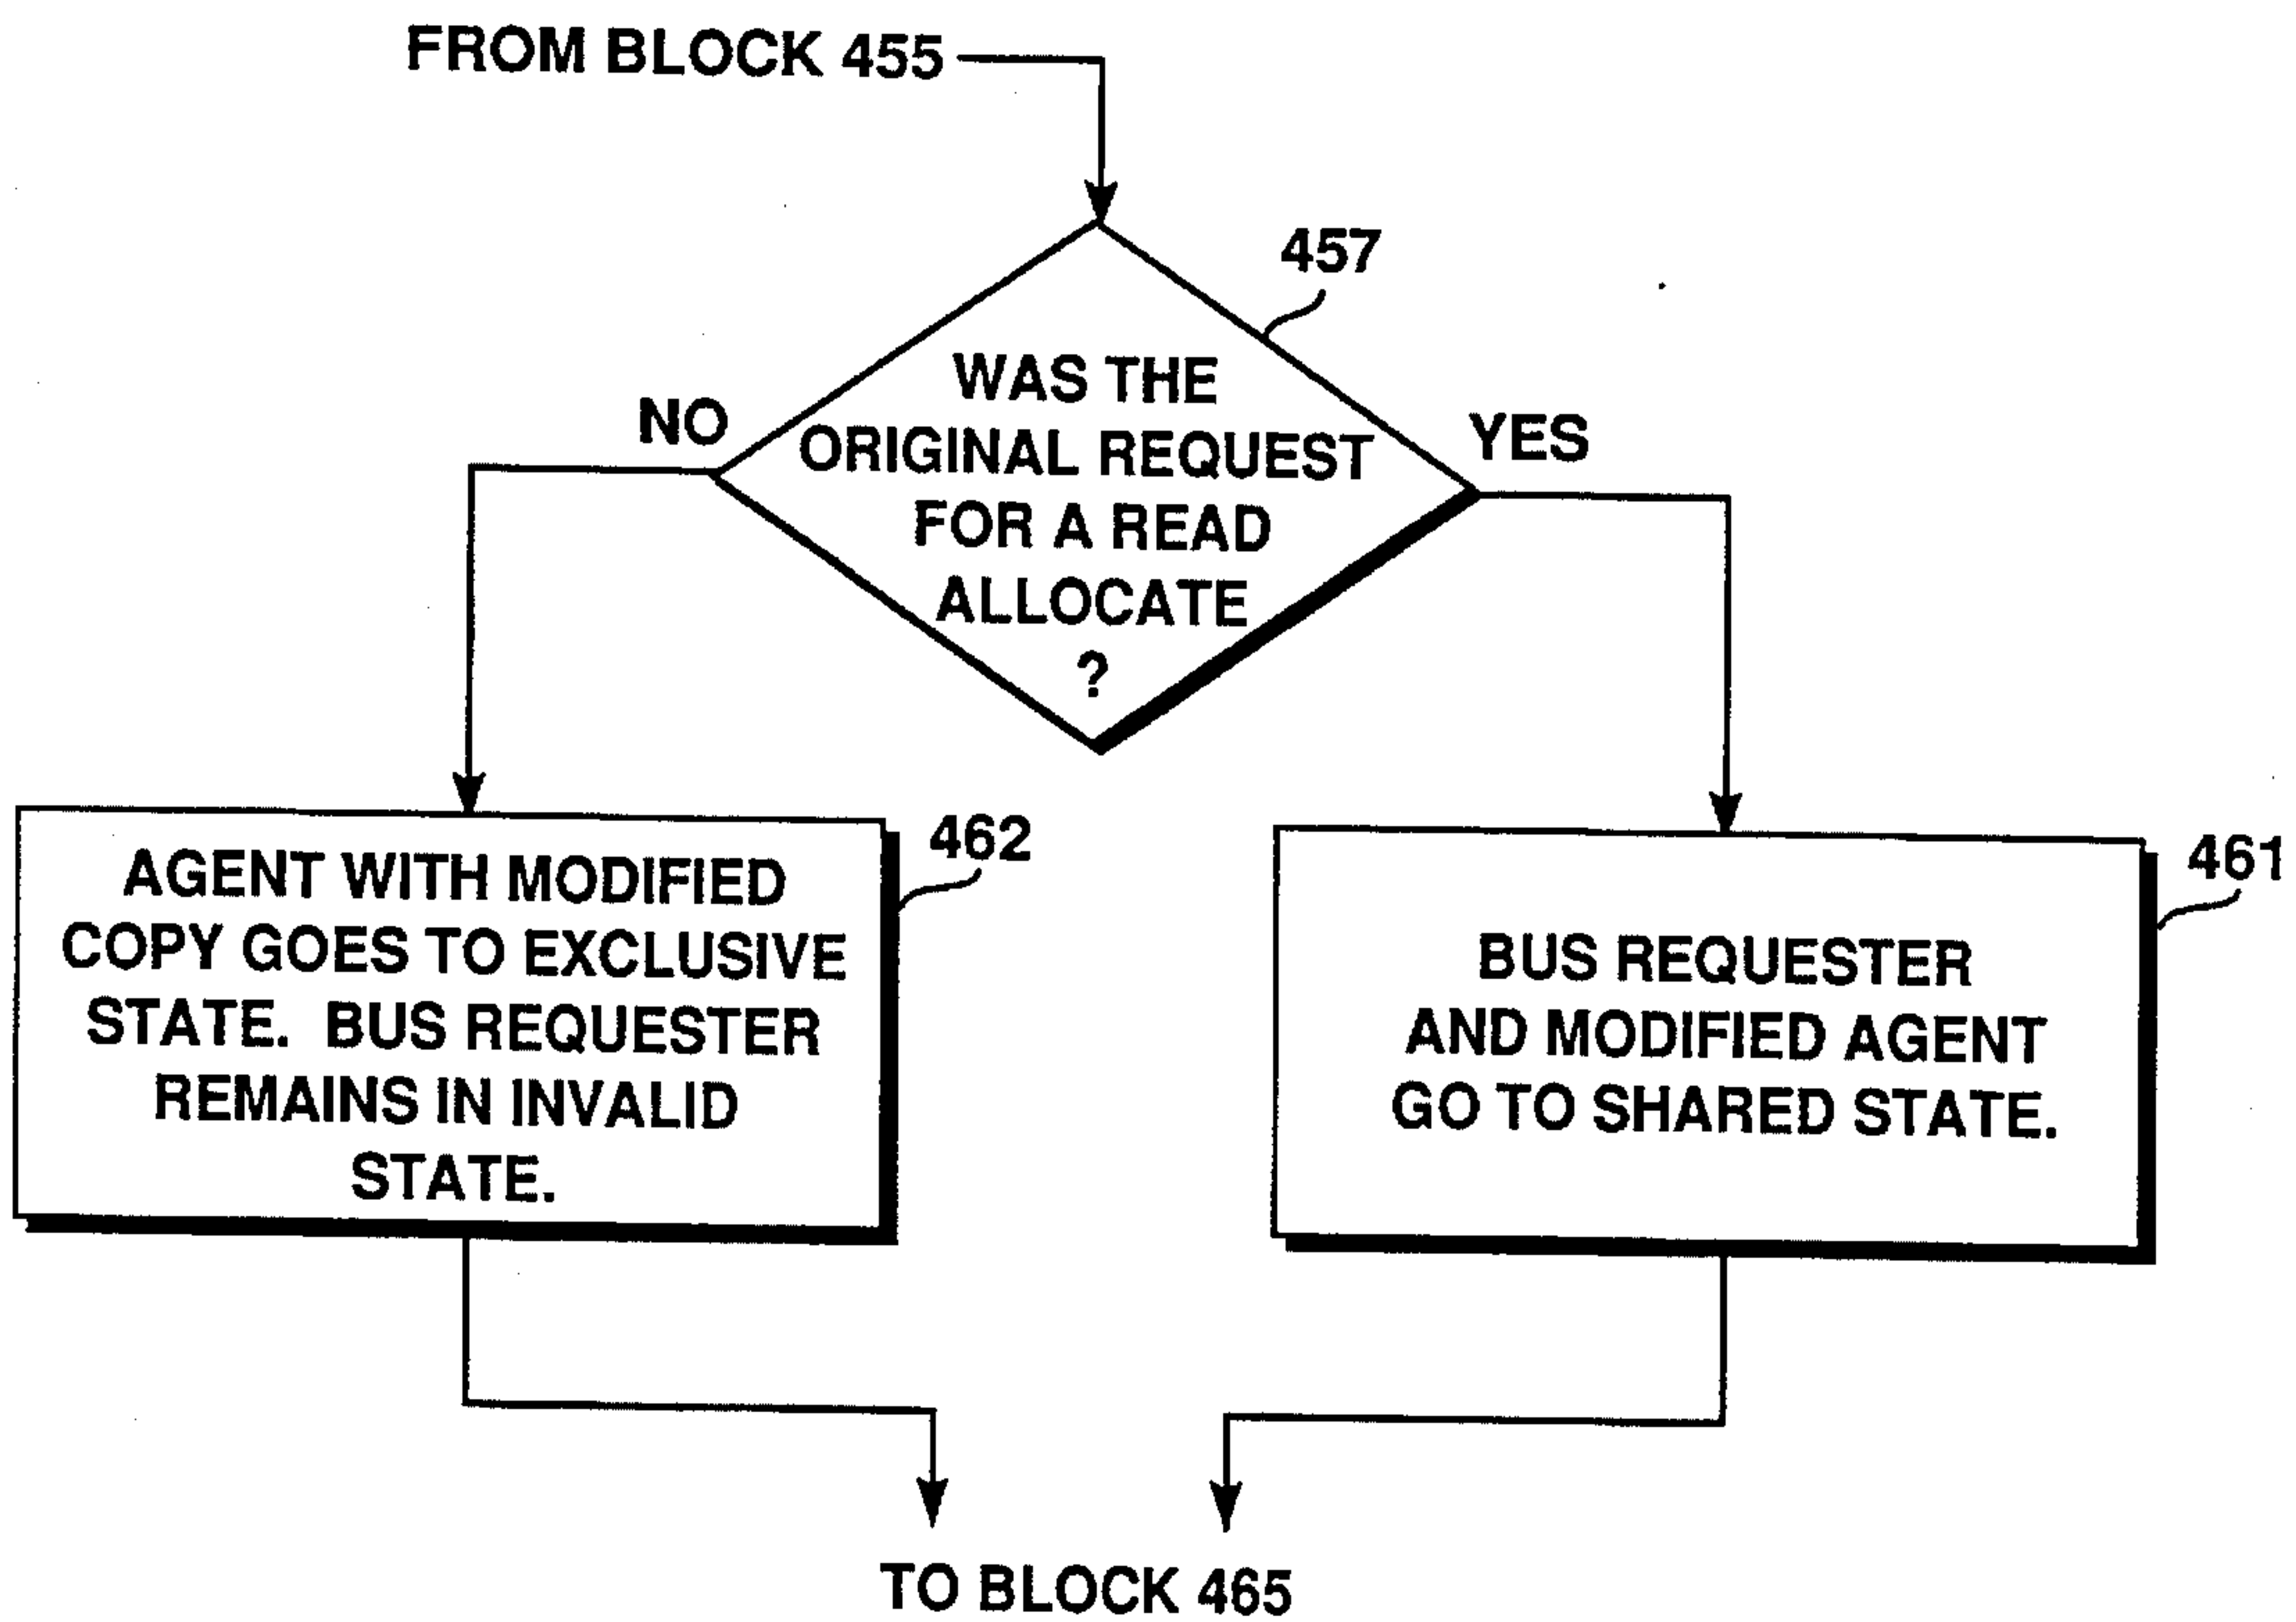 FROM BLOCK 455
457
WAS THE
ORIGINAL REQUEST
FOR A READ
ALLOCATE
?
NO
YES
462
AGENT WITH MODIFIED
COPY GOES TO EXCLUSIVE
STATE. BUS REQUESTER
REMAINS IN INVALID
STATE.
461
BUS REQUESTER
AND MODIFIED AGENT
GO TO SHARED STATE.
TO BLOCK 465